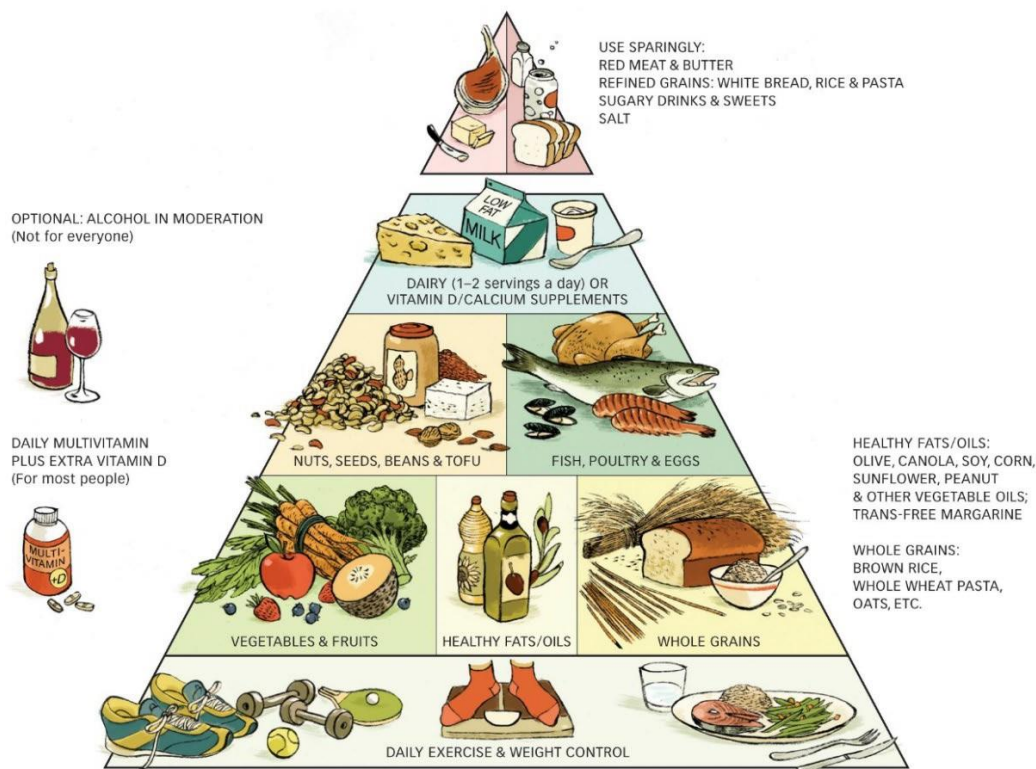 USE SPARINGLY:
RED MEAT & BUTTER
REFINED GRAINS: WHITE BREAD, RICE & PASTA
SUGARY DRINKS & SWEETS
SALT
OPTIONAL: ALCOHOL IN MODERATION
(Not for everyone)
LOW
FAT
MILK
DAIRY (1–2 servings a day) OR
VITAMIN D/CALCIUM SUPPLEMENTS
NUTS, SEEDS, BEANS & TOFU
FISH, POULTRY & EGGS
DAILY MULTIVITAMIN
PLUS EXTRA VITAMIN D
(For most people)
MULTI-
VITAMIN
+D
HEALTHY FATS/OILS:
OLIVE, CANOLA, SOY, CORN,
SUNFLOWER, PEANUT
& OTHER VEGETABLE OILS;
TRANS-FREE MARGARINE
WHOLE GRAINS:
BROWN RICE,
WHOLE WHEAT PASTA,
OATS, ETC.
VEGETABLES & FRUITS
HEALTHY FATS/OILS
WHOLE GRAINS
DAILY EXERCISE & WEIGHT CONTROL